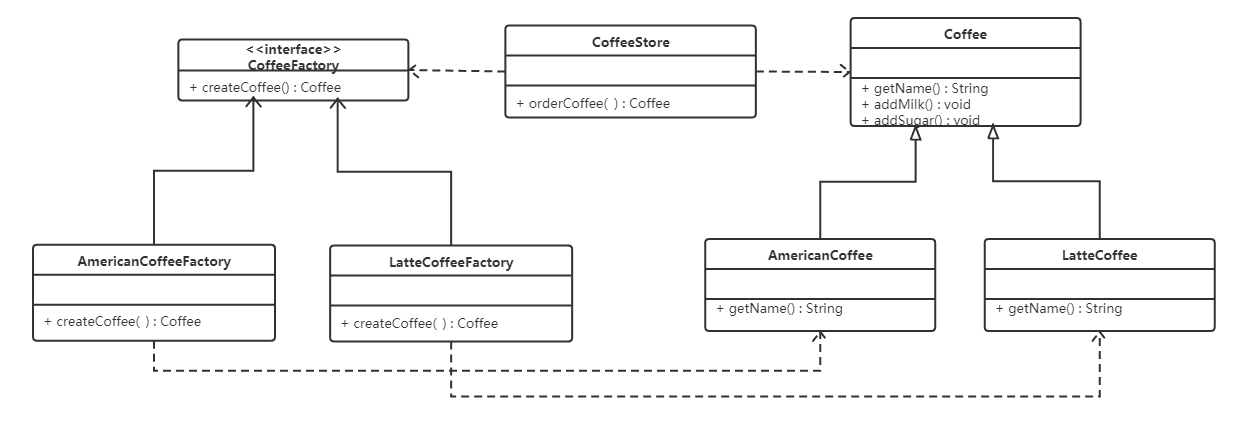 <<interface>>
CoffeeFactory
+ createCoffee() : Coffee
CoffeeStore
+ orderCoffee( ) : Coffee
Coffee
+ getName() : String
+ addMilk() : void
+ addSugar() : void
AmericanCoffeeFactory
+ createCoffee( ) : Coffee
LatteCoffeeFactory
+ createCoffee( ) : Coffee
AmericanCoffee
+ getName() : String
LatteCoffee
+ getName() : String